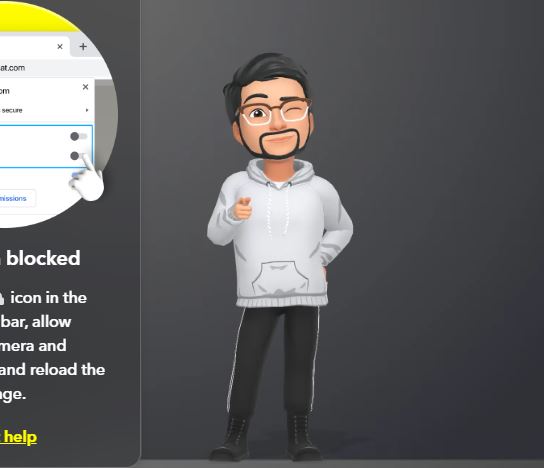 at.com
om
secure
missions
blocked
icon in the
bar, allow
mera and
and reload the
ge.
help